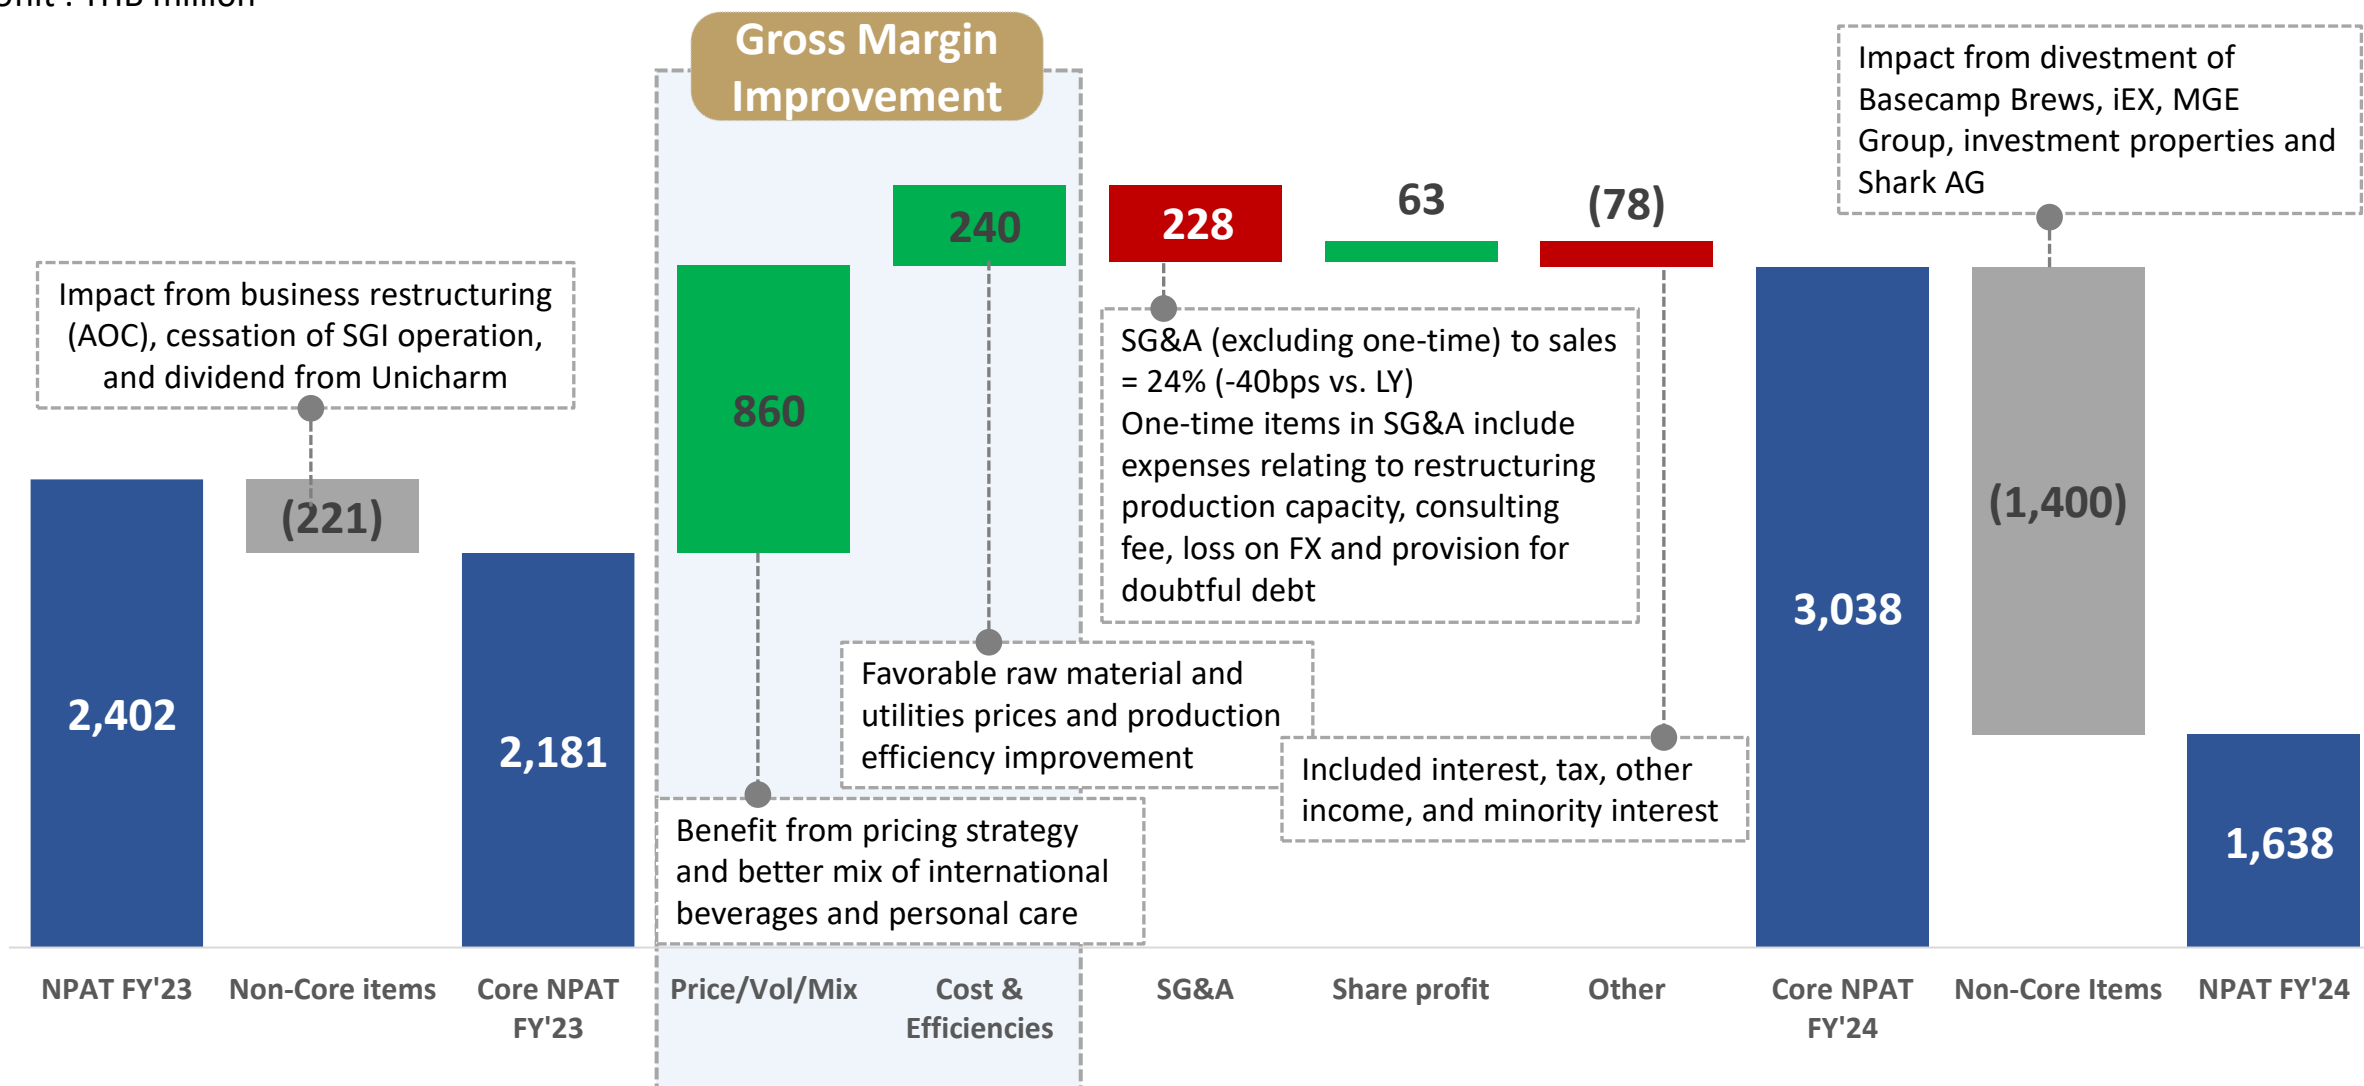 Unit : THB million
Gross Margin
Improvement
Impact from divestment of
Basecamp Brews, iEX, MGE
Group, investment properties and
Shark AG
Impact from business restructuring
(AOC), cessation of SGI operation,
and dividend from Unicharm
860
240
228
63
(78)
SG&A (excluding one-time) to sales
= 24% (-40bps vs. LY)
One-time items in SG&A include
expenses relating to restructuring
production capacity, consulting
fee, loss on FX and provision for
doubtful debt
2,402
(221)
2,181
3,038
(1,400)
1,638
Favorable raw material and
utilities prices and production
efficiency improvement
Included interest, tax, other
income, and minority interest
Benefit from pricing strategy
and better mix of international
beverages and personal care
NPAT FY'23
Non-Core items
Core NPAT
FY'23
Price/Vol/Mix
Cost &
Efficiencies
SG&A
Share profit
Other
Core NPAT
FY'24
Non-Core Items
NPAT FY'24